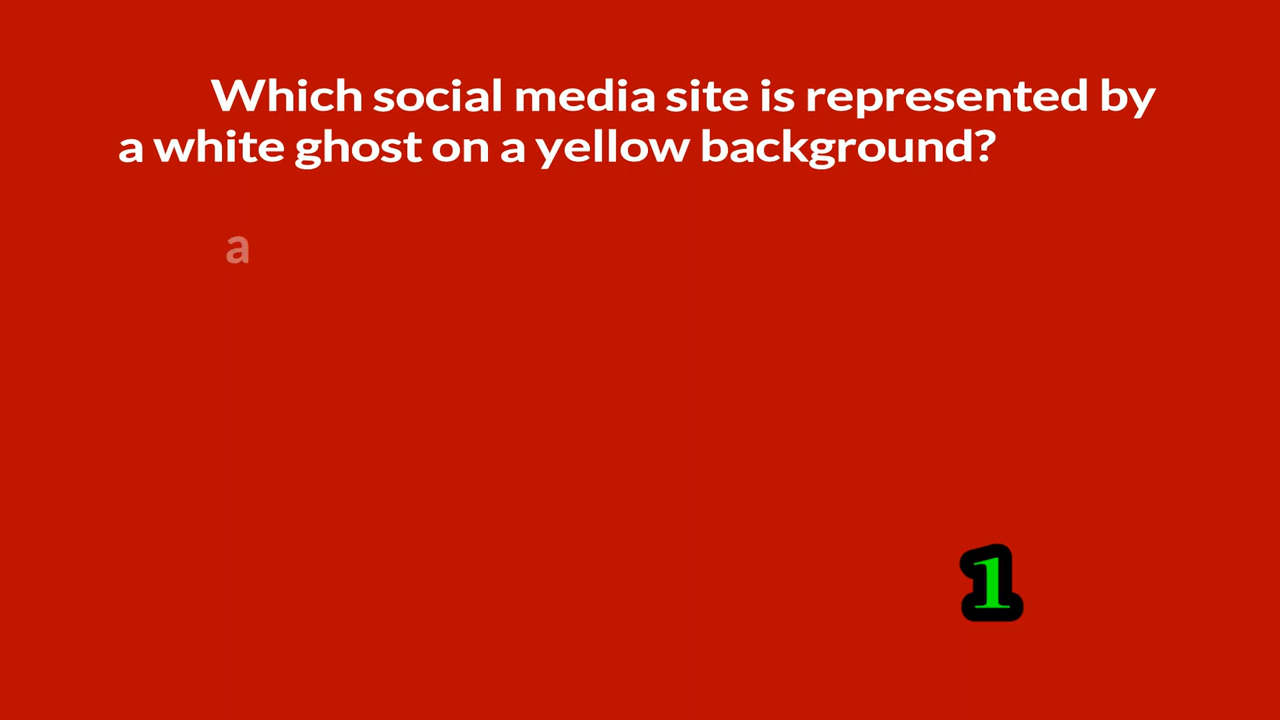 Which social media site is represented by
a white ghost on a yellow background?
a
1